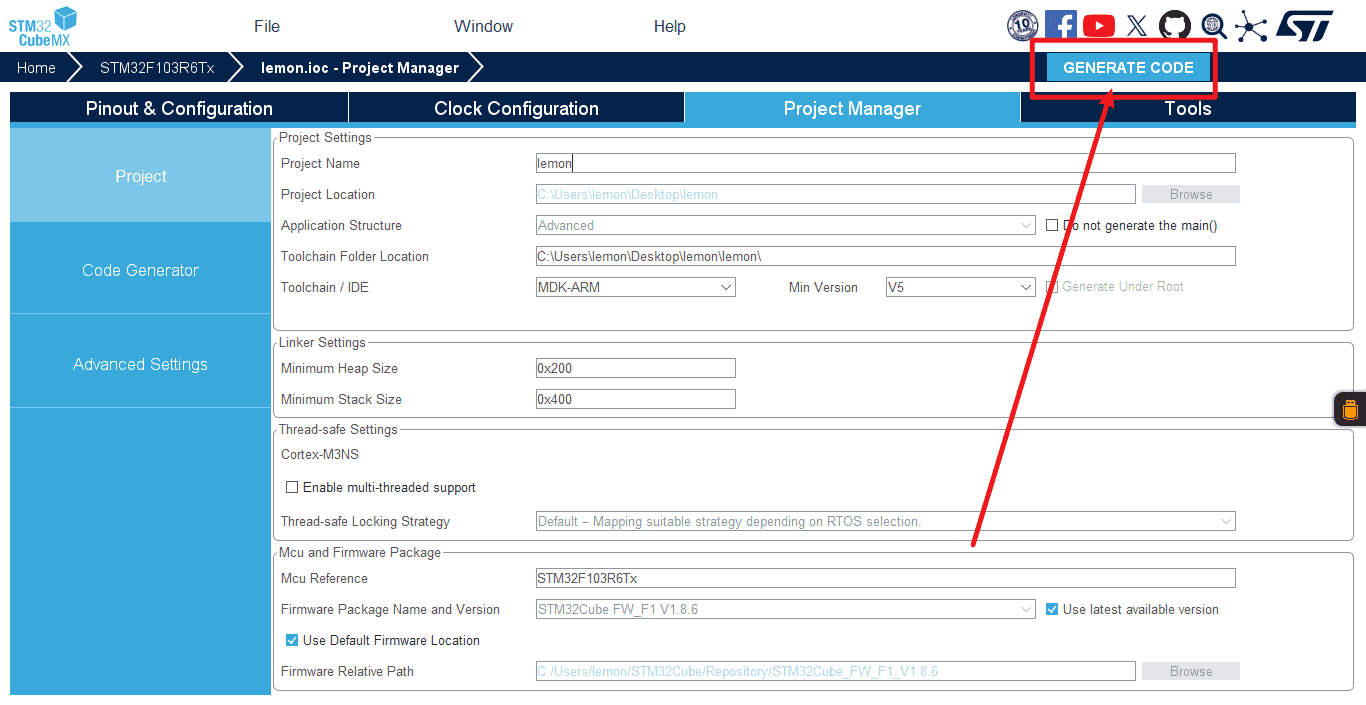 STM32
CubeMX
File
Window
Help
10
Home
STM32F103R6Tx
lemon.ioc - Project Manager
GENERATE CODE
Pinout & Configuration
Clock Configuration
Project Manager
Tools
Project
Code Generator
Advanced Settings
Project Settings
Project Name
lemon
Project Location
C:\Users\lemon\Desktop\lemon
Browse
Application Structure
Advanced
Do not generate the main()
Toolchain Folder Location
C:\Users\lemon\Desktop\lemon\lemon\
Toolchain / IDE
MDK-ARM
Min Version
V5
Generate Under Root
Linker Settings
Minimum Heap Size
0x200
Minimum Stack Size
0x400
Thread-safe Settings
Cortex-M3NS
Enable multi-threaded support
Thread-safe Locking Strategy
Default – Mapping suitable strategy depending on RTOS selection.
Mcu and Firmware Package
Mcu Reference
STM32F103R6Tx
Firmware Package Name and Version
STM32Cube FW_F1 V1.8.6
Use latest available version
Use Default Firmware Location
Firmware Relative Path
C:/Users/lemon/STM32Cube/Repository/STM32Cube_FW_F1_V1.8.6
Browse